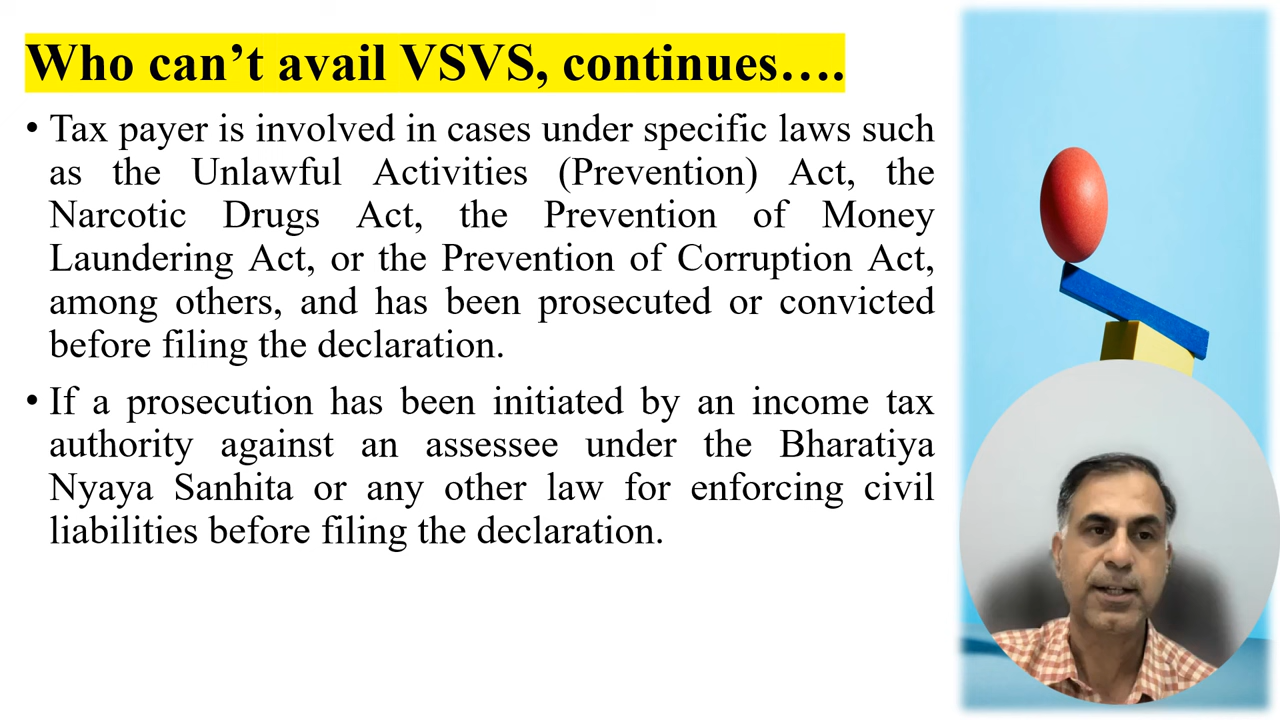 Who can’t avail VSVS, continues….
• Tax payer is involved in cases under specific laws such
as the Unlawful Activities (Prevention) Act, the
Narcotic Drugs Act, the Prevention of Money
Laundering Act, or the Prevention of Corruption Act,
among others, and has been prosecuted or convicted
before filing the declaration.
• If a prosecution has been initiated by an income tax
authority against an assessee under the Bharatiya
Nyaya Sanhita or any other law for enforcing civil
liabilities before filing the declaration.